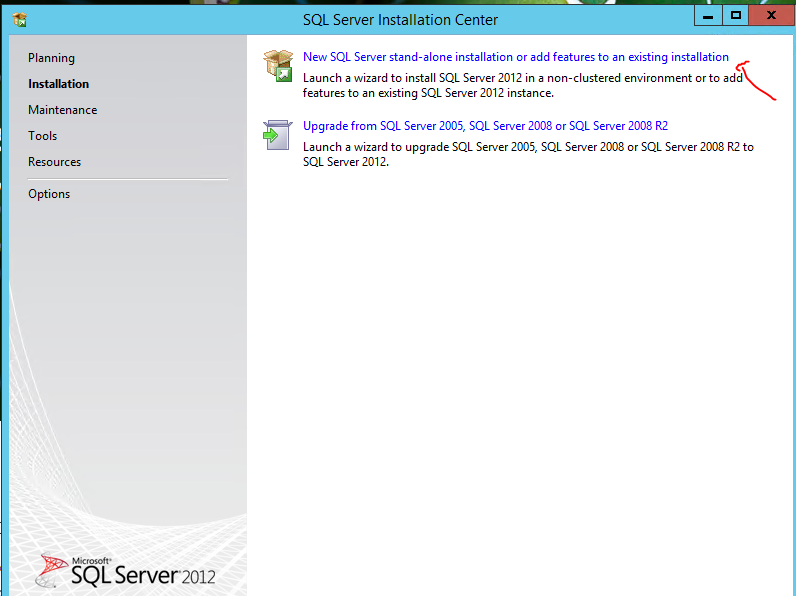 SQL Server Installation Center
Planning
Installation
Maintenance
Tools
Resources
Options
New SQL Server stand-alone installation or add features to an existing installation
Launch a wizard to install SQL Server 2012 in a non-clustered environment or to add
features to an existing SQL Server 2012 instance.
Upgrade from SQL Server 2005, SQL Server 2008 or SQL Server 2008 R2
Launch a wizard to upgrade SQL Server 2005, SQL Server 2008 or SQL Server 2008 R2 to
SQL Server 2012.
Microsoft®
SQL Server® 2012